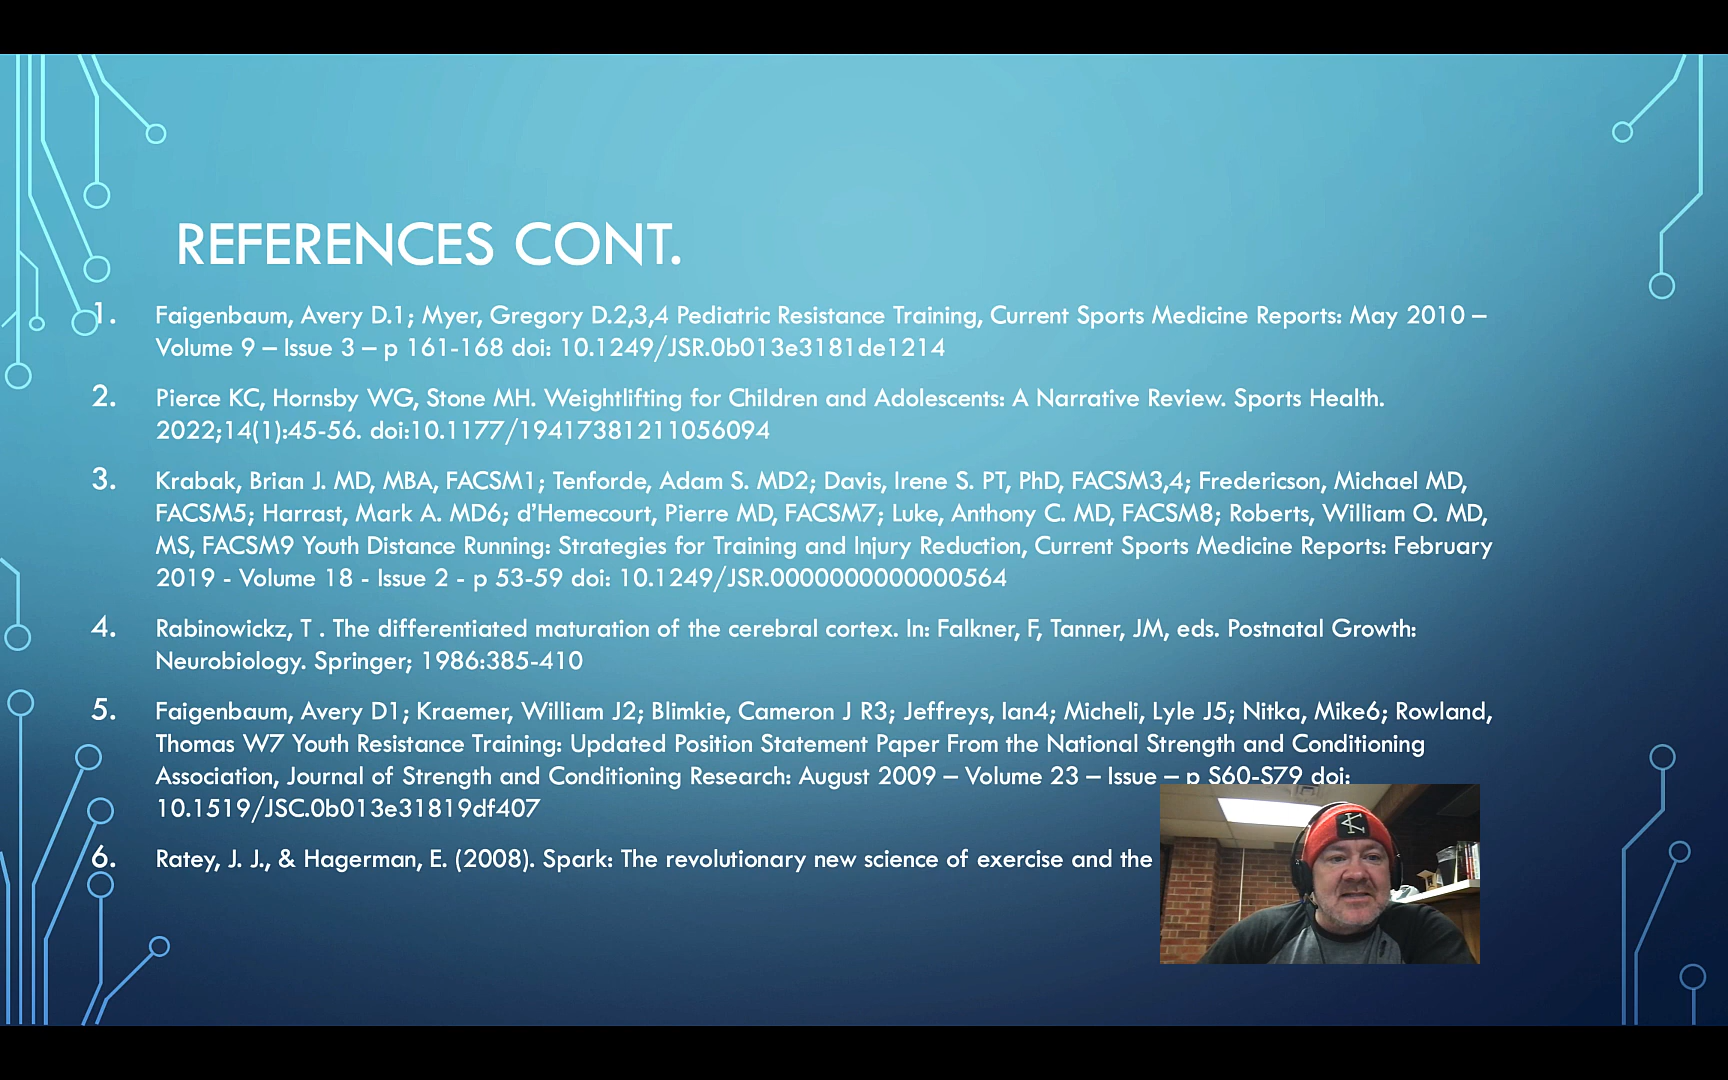 REFERENCES CONT.
1. Faigenbaum, Avery D.1; Myer, Gregory D.2,3,4 Pediatric Resistance Training, Current Sports Medicine Reports: May 2010 –
Volume 9 – Issue 3 – p 161-168 doi: 10.1249/JSR.0b013e3181de1214
2. Pierce KC, Hornsby WG, Stone MH. Weightlifting for Children and Adolescents: A Narrative Review. Sports Health.
2022;14(1):45-56. doi:10.1177/19417381211056094
3. Krabak, Brian J. MD, MBA, FACSM1; Tenforde, Adam S. MD2; Davis, Irene S. PT, PhD, FACSM3,4; Fredericson, Michael MD,
FACSM5; Harrast, Mark A. MD6; d'Hemecourt, Pierre MD, FACSM7; Luke, Anthony C. MD, FACSM8; Roberts, William O. MD,
MS, FACSM9 Youth Distance Running: Strategies for Training and Injury Reduction, Current Sports Medicine Reports: February
2019 - Volume 18 - Issue 2 - p 53-59 doi: 10.1249/JSR.0000000000000564
4. Rabinowickz, T . The differentiated maturation of the cerebral cortex. In: Falkner, F, Tanner, JM, eds. Postnatal Growth:
Neurobiology. Springer; 1986:385-410
5. Faigenbaum, Avery D1; Kraemer, William J2; Blimkie, Cameron J R3; Jeffreys, Ian4; Micheli, Lyle J5; Nitka, Mike6; Rowland,
Thomas W7 Youth Resistance Training: Updated Position Statement Paper From the National Strength and Conditioning
Association, Journal of Strength and Conditioning Research: August 2009 – Volume 23 – Issue – p S60-S79 doi:
10.1519/JSC.0b013e31819df407
6. Ratey, J. J., & Hagerman, E. (2008). Spark: The revolutionary new science of exercise and the